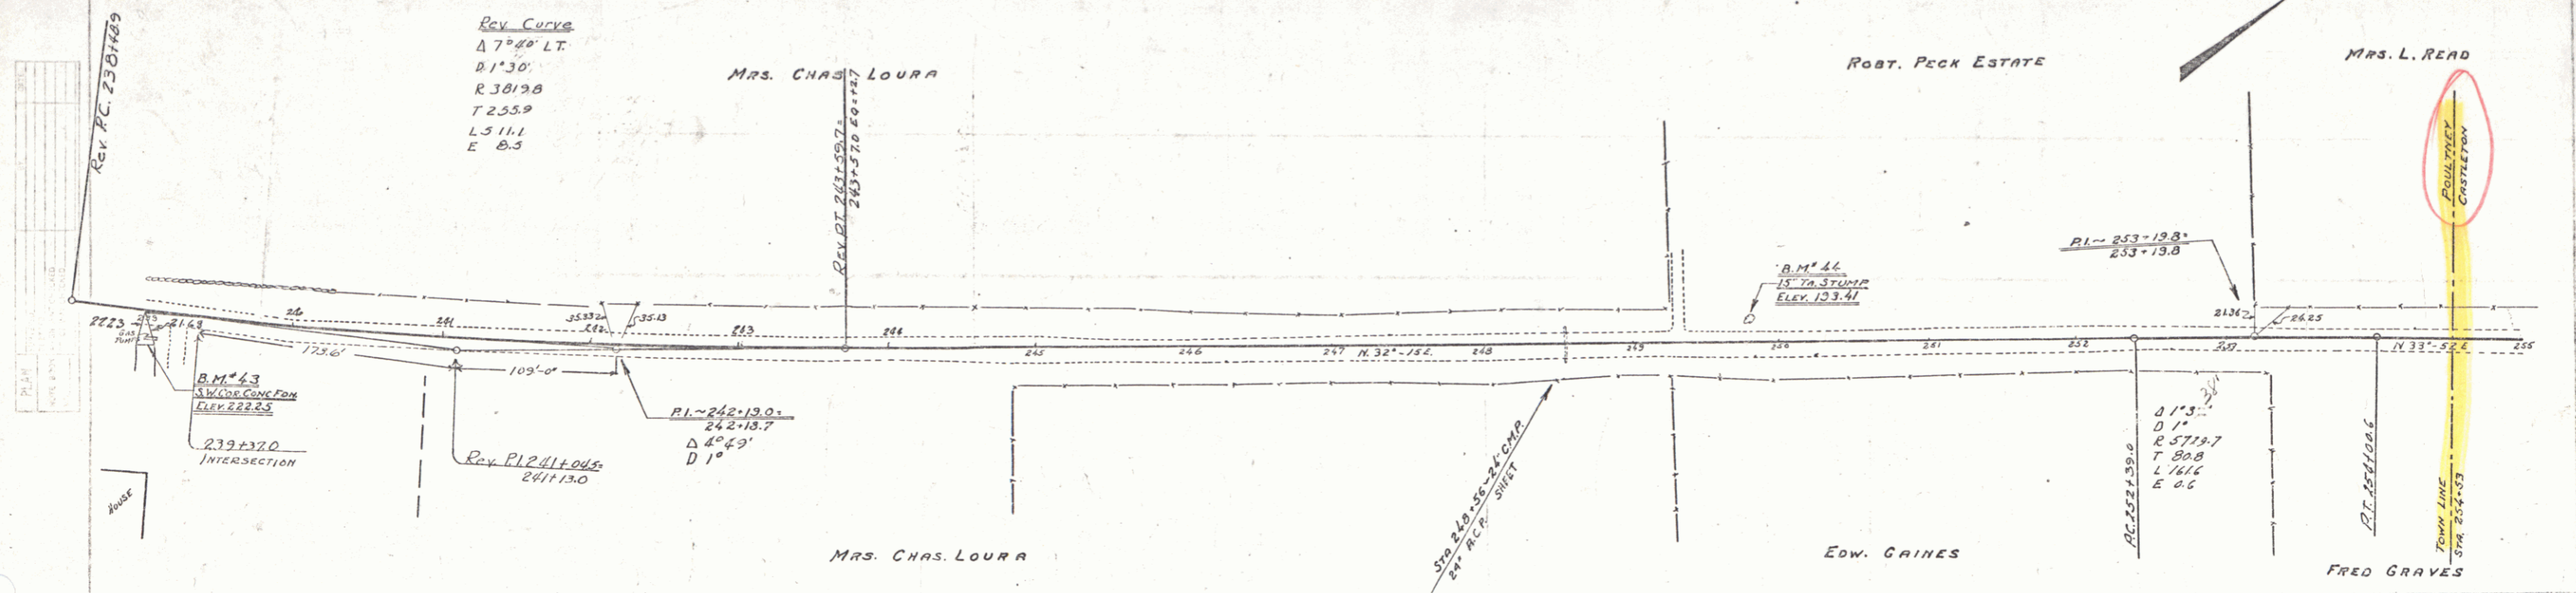 Rev. P.C. 238+48.9
Rev Curve
Δ 7°40' LT.
D. 1°30'
R 3819.8
T 255.9
L 511.1
E 8.5
MRS. CHAS LOURA
Rev. P.T. 243+59.7=
243+57.0 EQ=+2.7
ROBT. PECK ESTATE
MRS. L. READ
POULTNEY
CASTLETON
P.I.~ 253+19.8=
253+19.8
B.M.# 44
15" TA. STUMP
ELEV. 193.41
240
241
242
243
244
245
246
247
N. 32°-15 E.
248
249
250
251
252
253
N 33°-52 E
255
22.23
21.69
GAS
35.33
35.13
21.36
26.25
173.6'
109'-0"
B.M.# 43
S.W. COR. CONC FDN.
ELEV. 222.25
239+37.0
INTERSECTION
Rev. P.I. 241+04.5=
241+13.0
P.I.~242+19.0=
242+18.7
Δ 4°49'
D 1°
HOUSE
PLAN
MRS. CHAS. LOURA
STA 248+56~24" C.M.P.
24" A.C.P. SHEET
EDW. GAINES
P.C. 252+39.0
38'
D 1°
R 5729.7
T 80.8
L 161.6
E 0.6
P.T. 254+00.6
TOWN LINE
STA. 254+53
FRED GRAVES